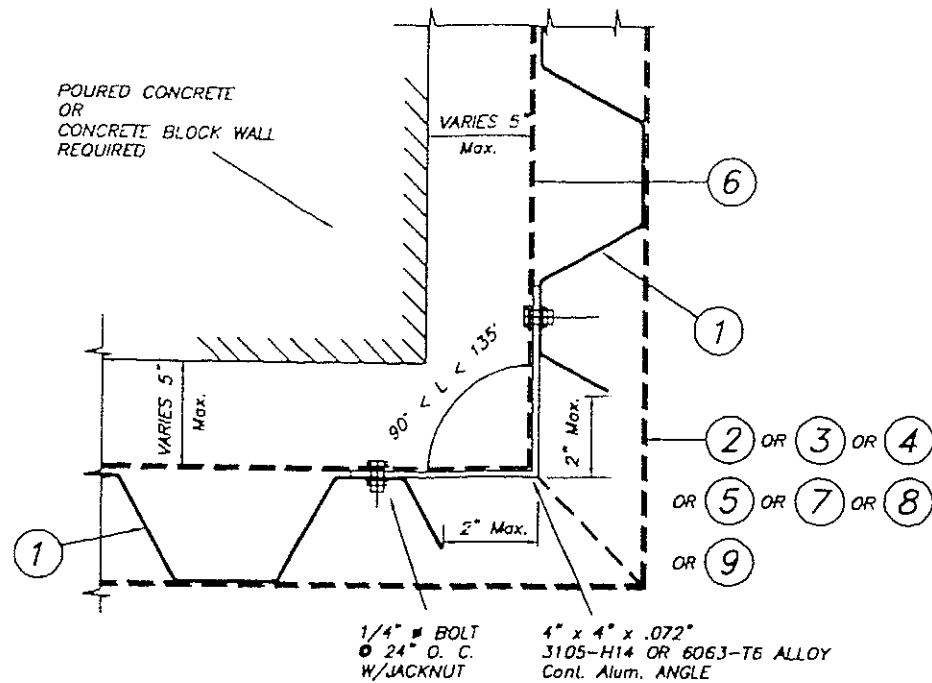 POURED CONCRETE
OR
CONCRETE BLOCK WALL
REQUIRED
VARIES 5"
Max.
6
1
VARIES 5"
Max.
90° < L < 135°
2" Max.
2 OR 3 OR 4
OR 5 OR 7 OR 8
OR 9
1
2" Max.
1/4" ø BOLT
@ 24" O. C.
W/JACKNUT
4" x 4" x .072"
3105-H14 OR 6063-T6 ALLOY
Cont. Alum. ANGLE